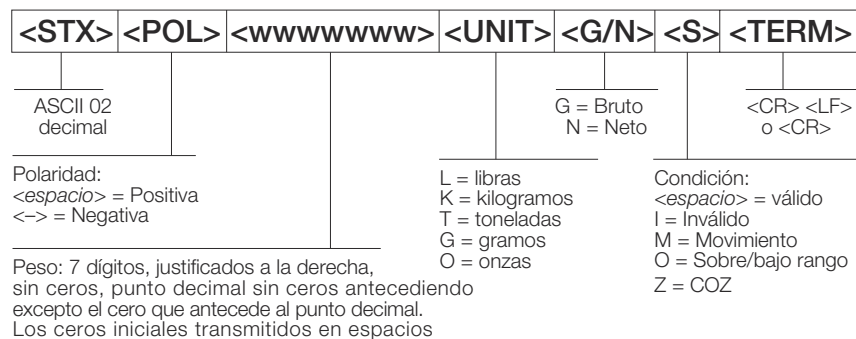 <STX> <POL> <wwwwwww> <UNIT> <G/N> <S> <TERM>
ASCII 02
decimal
G = Bruto
N = Neto
<CR> <LF>
o <CR>
Polaridad:
<espacio> = Positiva
<–> = Negativa
L = libras
K = kilogramos
T = toneladas
G = gramos
O = onzas
Condición:
<espacio> = válido
I = Inválido
M = Movimiento
O = Sobre/bajo rango
Z = COZ
Peso: 7 dígitos, justificados a la derecha,
sin ceros, punto decimal sin ceros antecediendo
excepto el cero que antecede al punto decimal.
Los ceros iniciales transmitidos en espacios